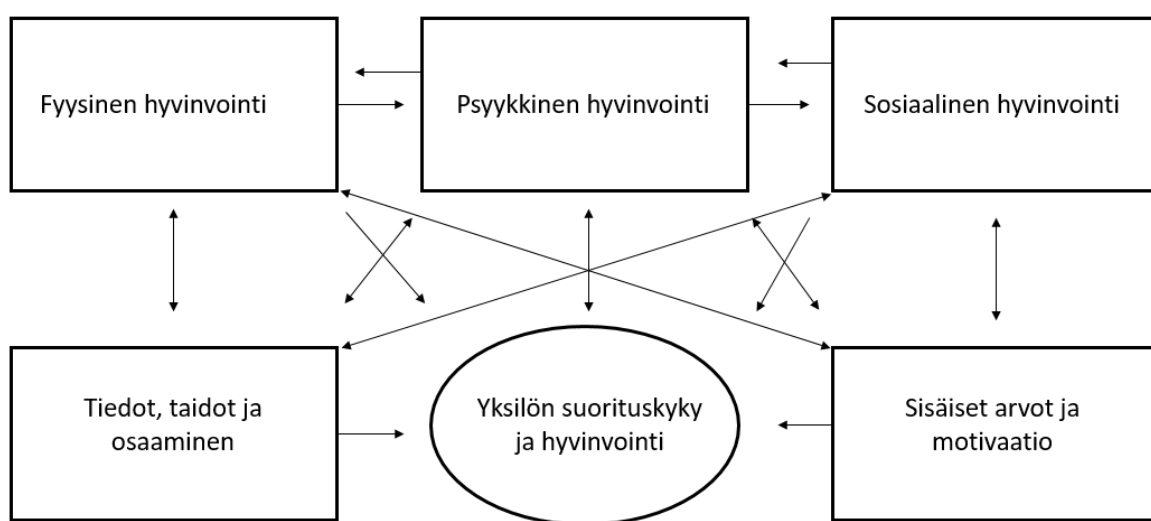 Fyysinen hyvinvointi
Psyykkinen hyvinvointi
Sosiaalinen hyvinvointi
Tiedot, taidot ja
osaaminen
Yksilön suorituskyky
ja hyvinvointi
Sisäiset arvot ja
motivaatio